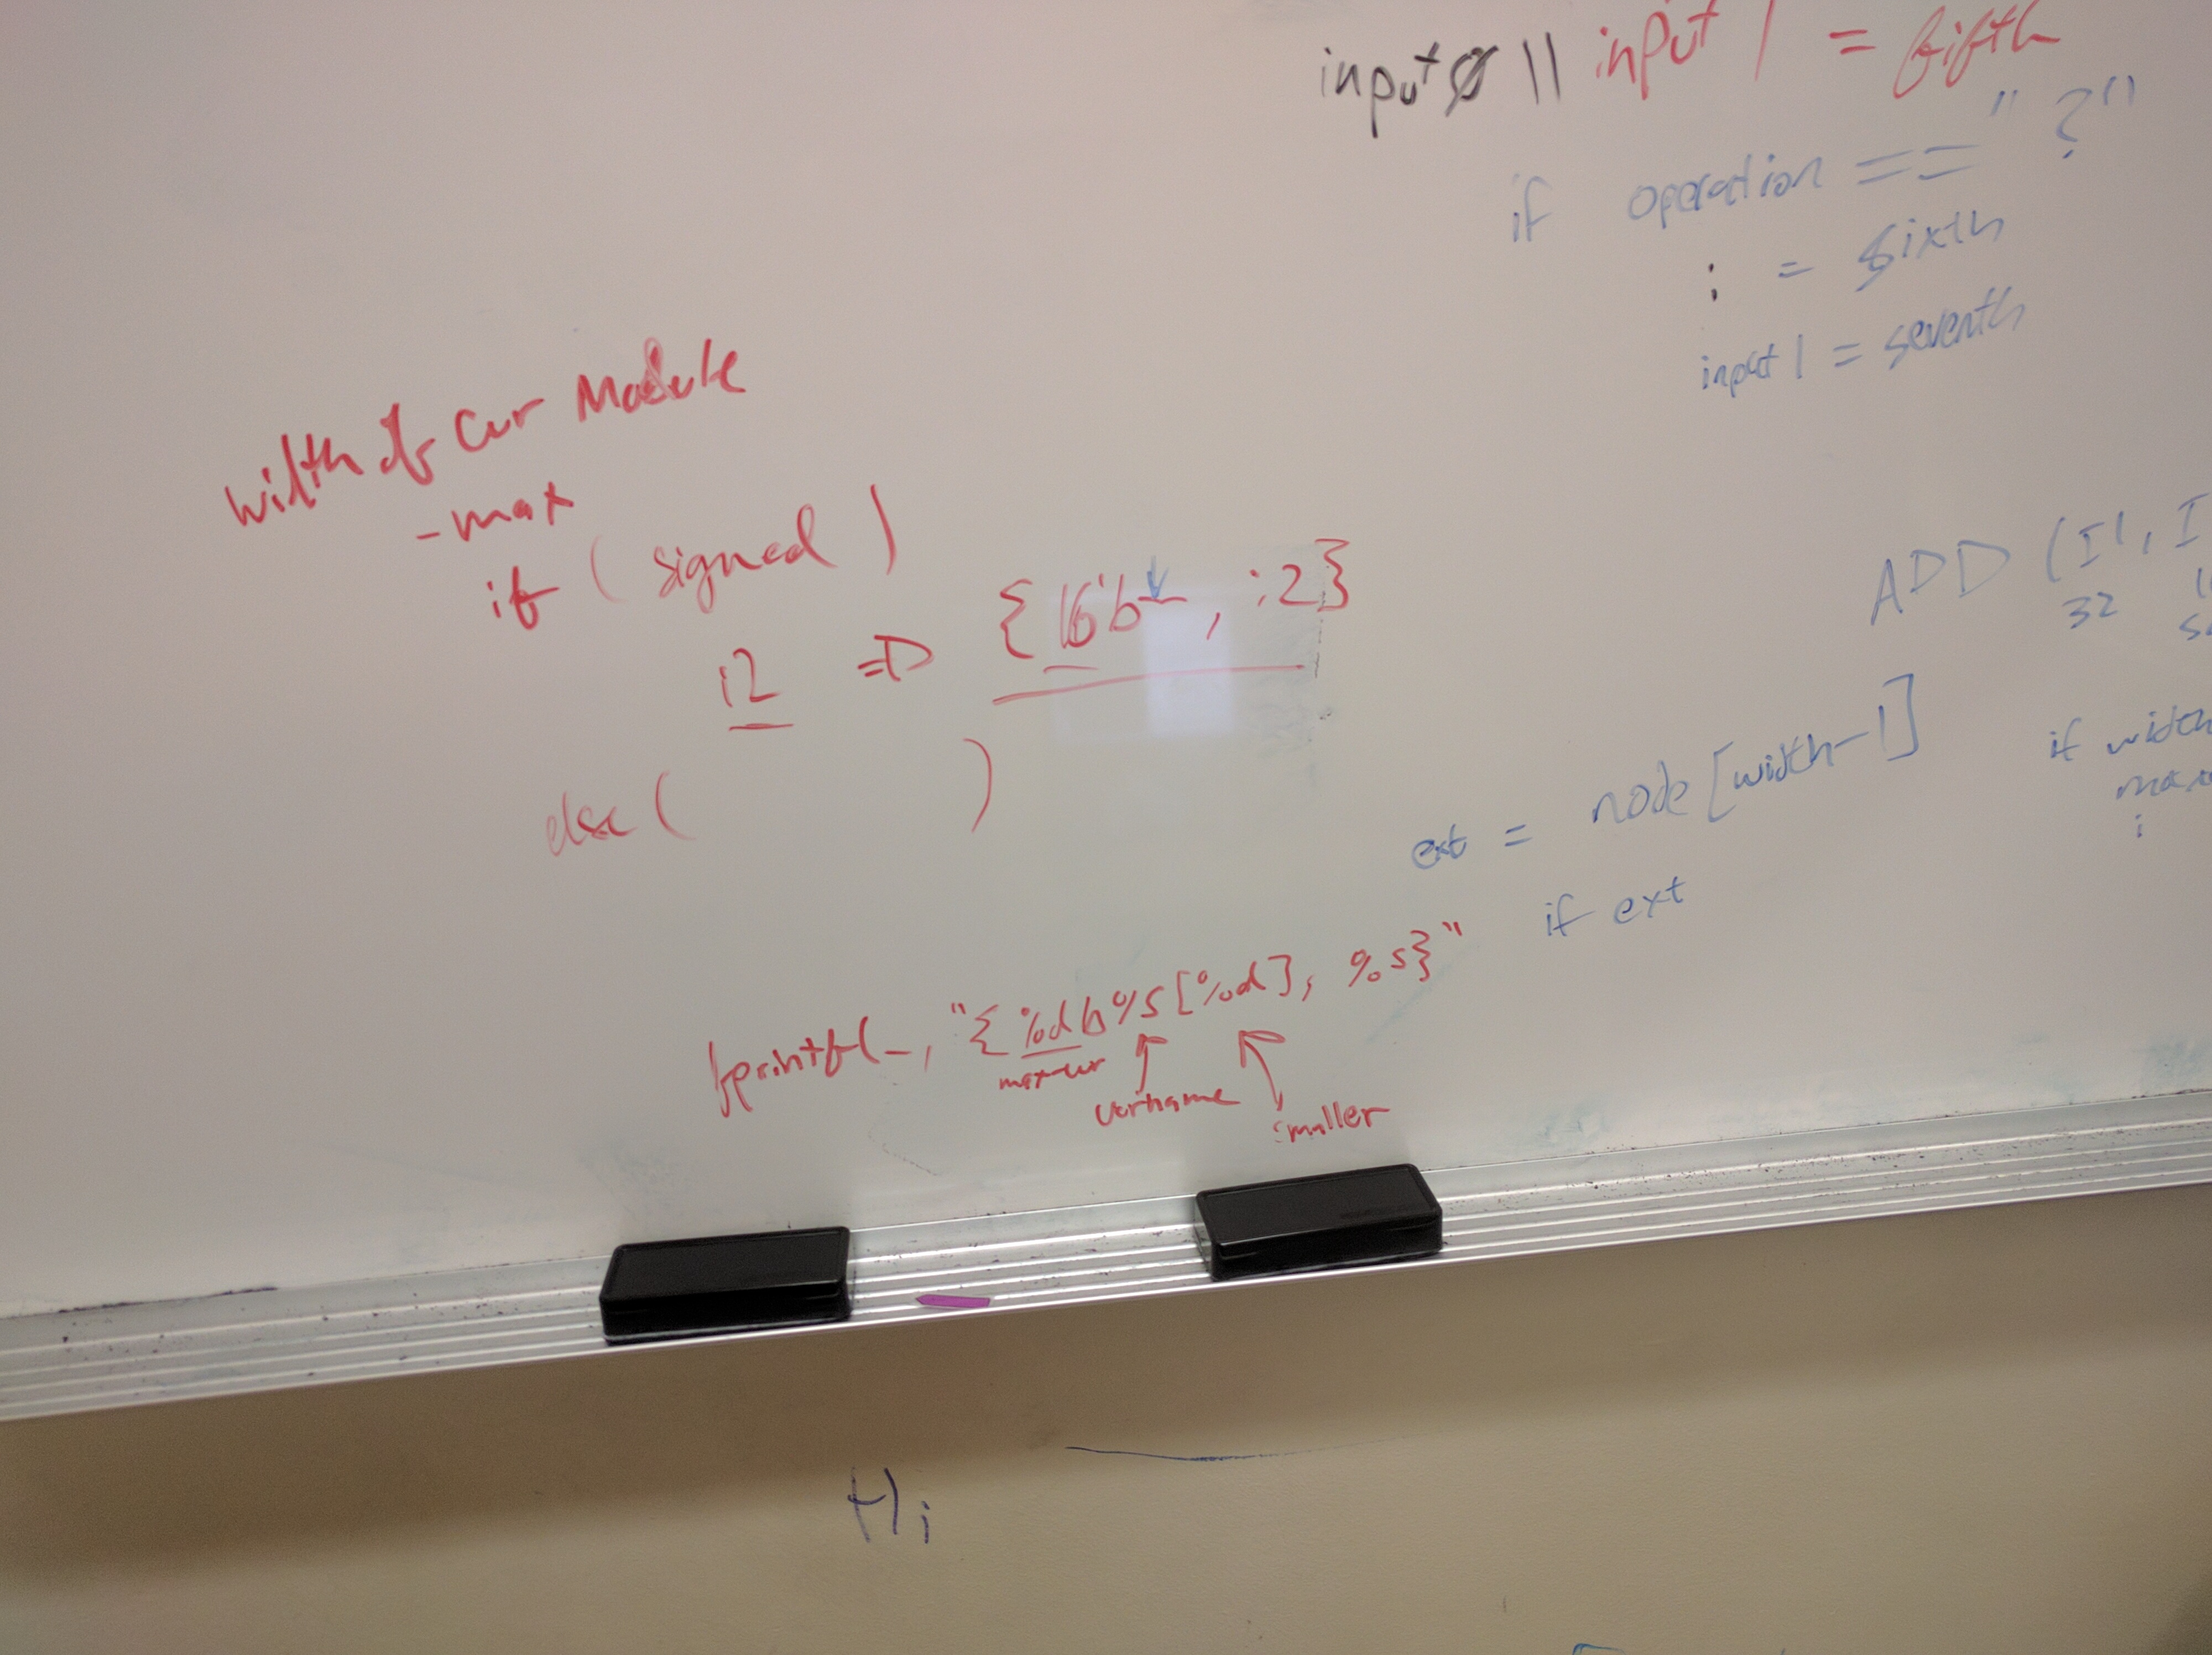 inputØ || input 1 = fifth
if operation == "?"
: = sixth
input 1 = seventh
width of Cur Module
-max
if ( signed )
i2 => {16'b , i2}
else ( )
ADD (I1, I
32
ext = node[width-1]
if ext
if width
max
i
fprintf(_, "{%db%s[%d], %s}"
max-cur
varname
smaller
Hi